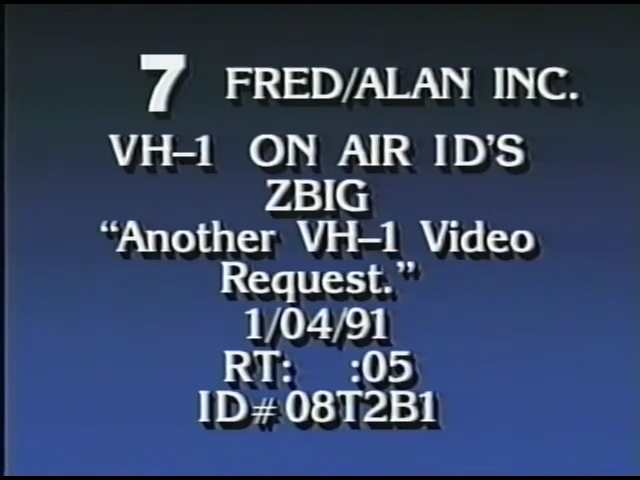 7 FRED/ALAN INC.
VH–1 ON AIR ID'S
ZBIG
“Another VH–1 Video
Request.”
1/04/91
RT: :05
ID# 08T2B1